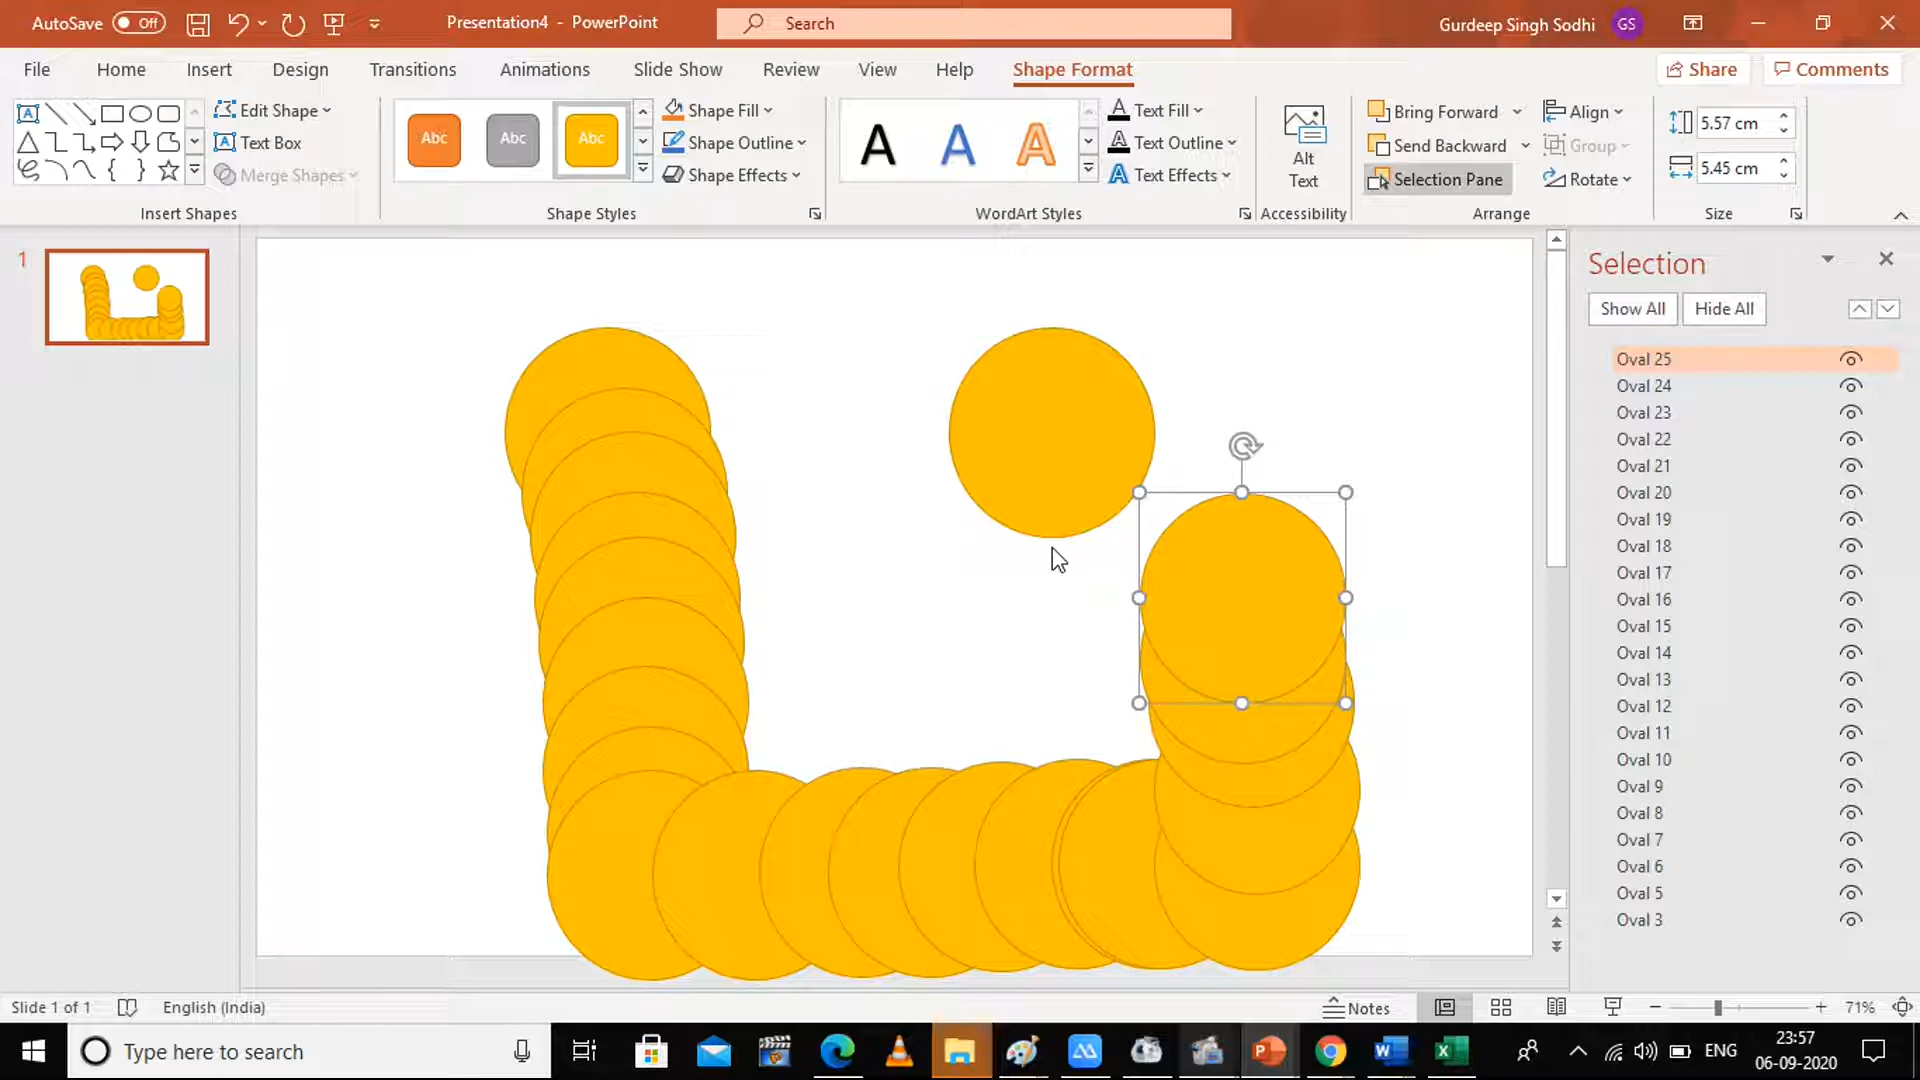 AutoSave Off Presentation4 - PowerPoint Search Gurdeep Singh Sodhi GS
File Home Insert Design Transitions Animations Slide Show Review View Help Shape Format Share Comments
Edit Shape
Text Box
Merge Shapes
Insert Shapes
Abc Abc Abc
Shape Fill
Shape Outline
Shape Effects
Shape Styles
A A A
Text Fill
Text Outline
Text Effects
WordArt Styles
Alt
Text
Accessibility
Bring Forward
Send Backward
Selection Pane
Align
Group
Rotate
Arrange
5.57 cm
5.45 cm
Size
1
Selection
Show All Hide All
Oval 25
Oval 24
Oval 23
Oval 22
Oval 21
Oval 20
Oval 19
Oval 18
Oval 17
Oval 16
Oval 15
Oval 14
Oval 13
Oval 12
Oval 11
Oval 10
Oval 9
Oval 8
Oval 7
Oval 6
Oval 5
Oval 3
Slide 1 of 1 English (India) Notes 71%
Type here to search
ENG
23:57
06-09-2020